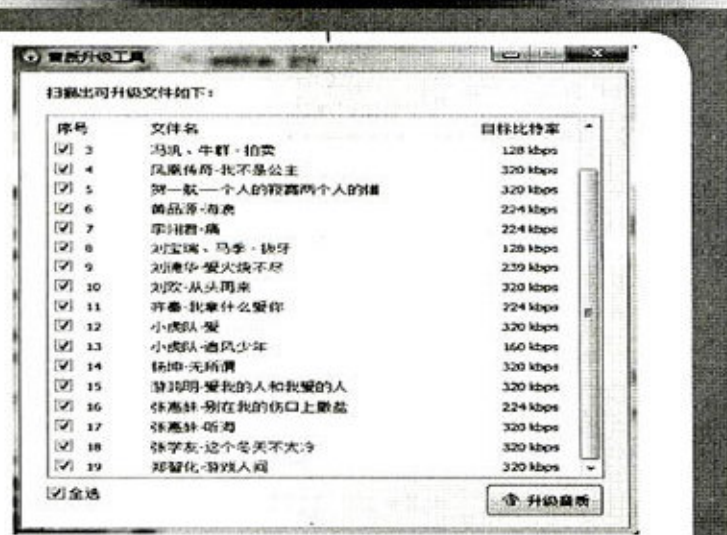 音质升级工具
扫描出可升级文件如下：
序号 文件名 目标比特率
3 冯巩、牛群-拍卖 128 kbps
4 凤凰传奇-我不是公主 320 kbps
5 贺一航-一个人的寂寞两个人的错 320 kbps
6 黄品源-海浪 224 kbps
7 李翊君-痛 224 kbps
8 刘宝瑞、马季-拔牙 128 kbps
9 刘德华-爱火烧不尽 239 kbps
10 刘欢-从头再来 320 kbps
11 齐秦-我拿什么爱你 224 kbps
12 小虎队-爱 320 kbps
13 小虎队-追风少年 160 kbps
14 杨坤-无所谓 320 kbps
15 游鸿明-爱我的人和我爱的人 320 kbps
16 张惠妹-别在我的伤口上撒盐 224 kbps
17 张惠妹-听海 320 kbps
18 张学友-这个冬天不太冷 320 kbps
19 郑智化-游戏人间 320 kbps
全选 升级音质